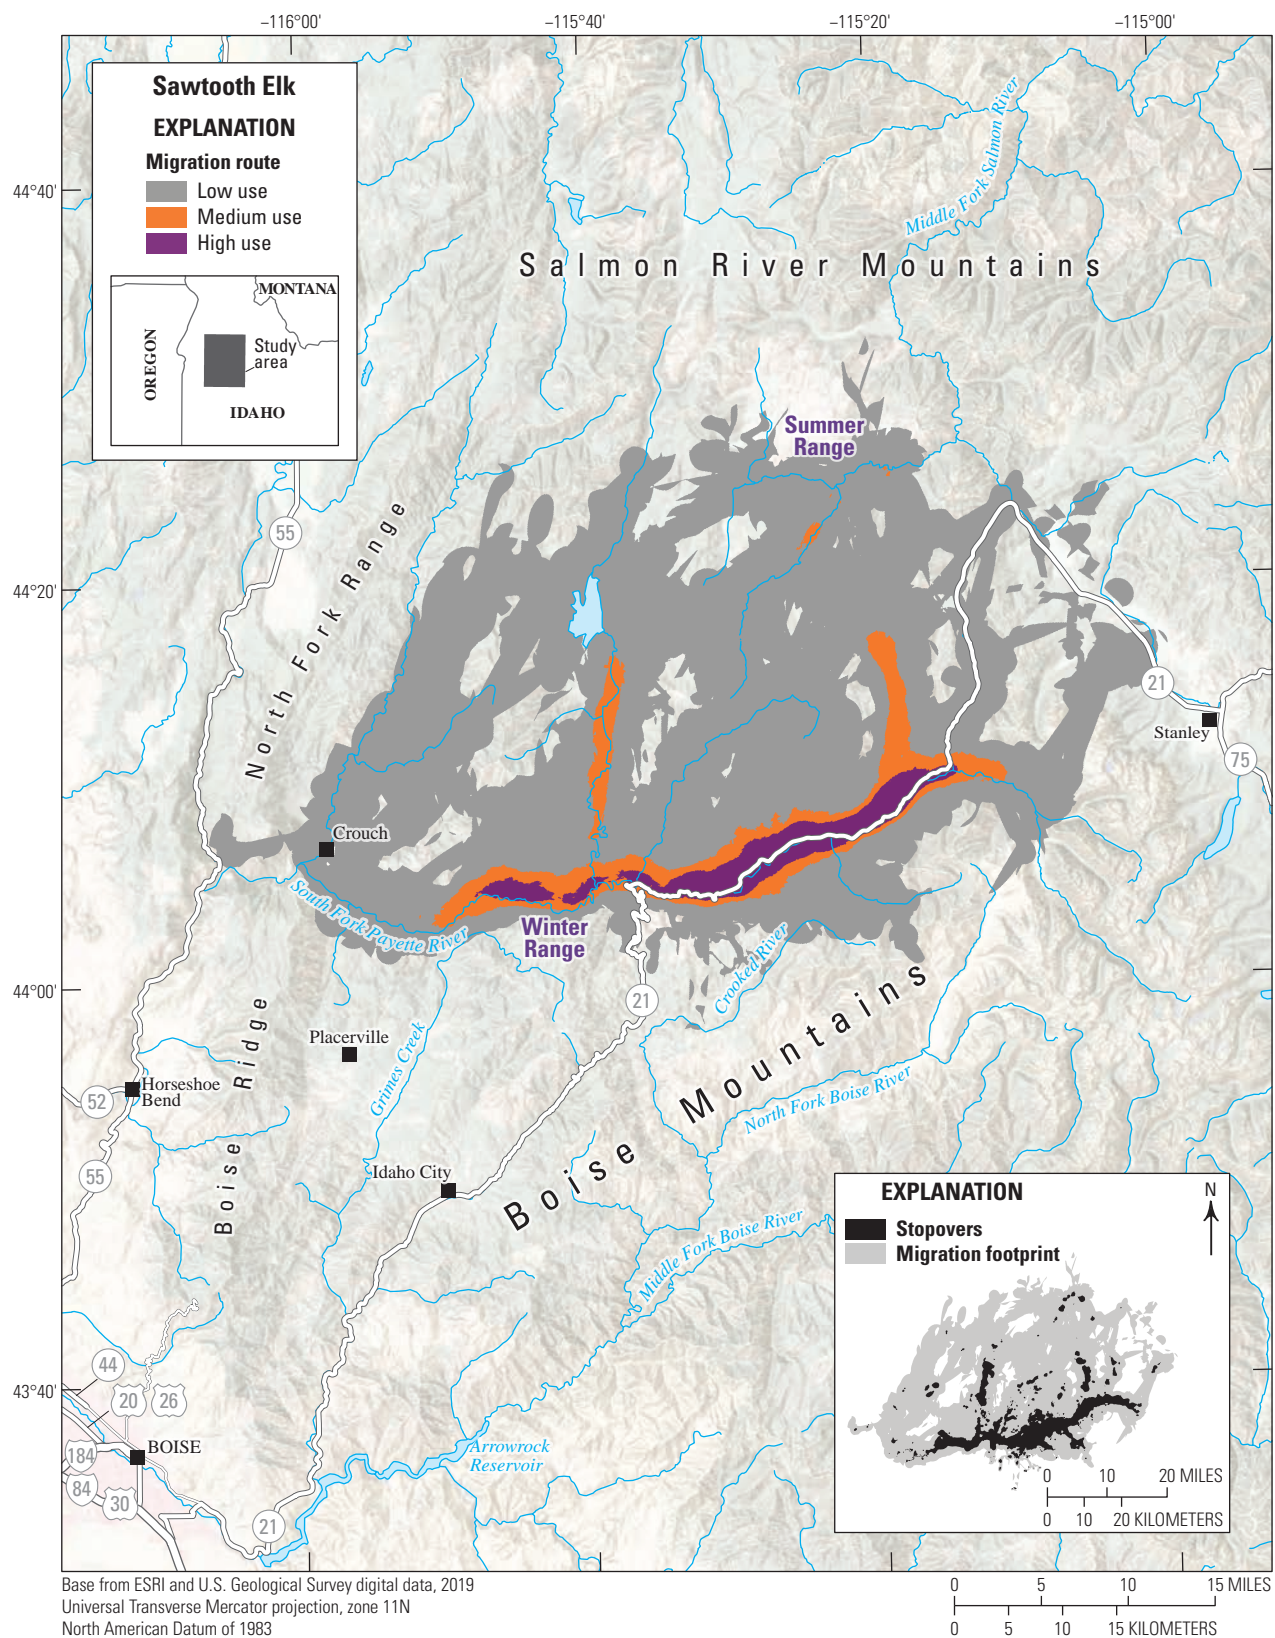 −116°00'
−115°40'
−115°20'
−115°00'
Sawtooth Elk
EXPLANATION
Migration route
Low use
Medium use
High use
MONTANA
OREGON
Study
area
IDAHO
44°40'
44°20'
44°00'
43°40'
Middle Fork Salmon River
Salmon River Mountains
Summer
Range
55
North Fork Range
21
Stanley
75
Crouch
South Fork Payette River
Winter
Range
Crooked River
21
Boise Mountains
Placerville
Grimes Creek
Boise Ridge
Horseshoe
Bend
52
55
North Fork Boise River
Idaho City
Middle Fork Boise River
44
20
26
184
84
30
BOISE
21
Arrowrock
Reservoir
EXPLANATION
N
Stopovers
Migration footprint
0 10 20 MILES
0 10 20 KILOMETERS
Base from ESRI and U.S. Geological Survey digital data, 2019
Universal Transverse Mercator projection, zone 11N
North American Datum of 1983
0 5 10 15 MILES
0 5 10 15 KILOMETERS